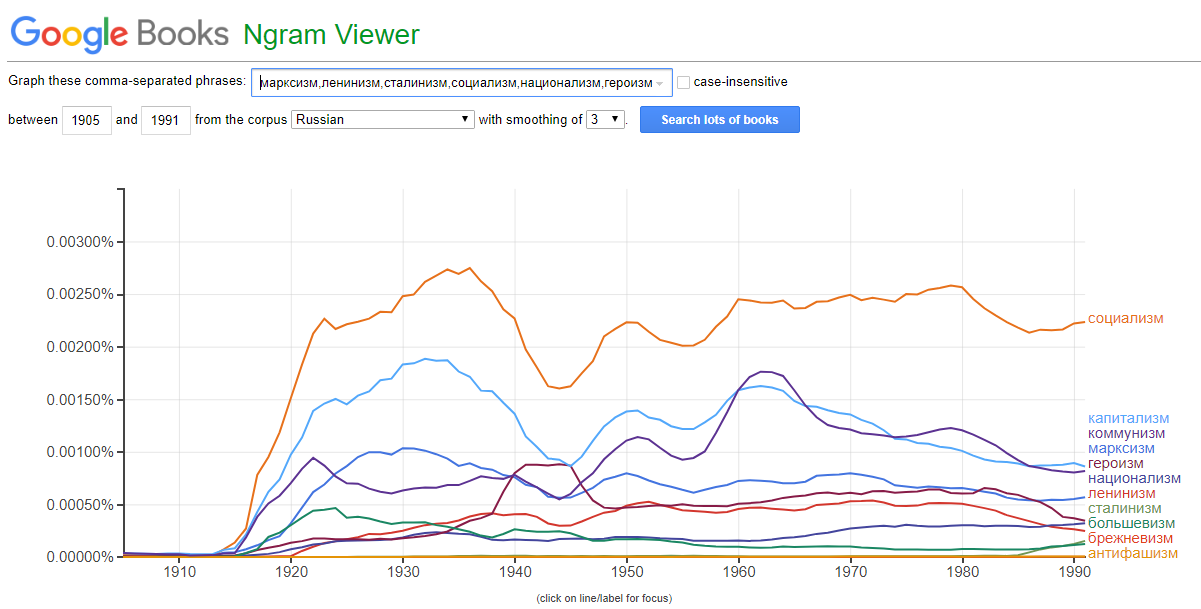 Google Books Ngram Viewer
Graph these comma-separated phrases: марксизм,ленинизм,сталинизм,социализм,национализм,героизм case-insensitive
between 1905 and 1991 from the corpus Russian with smoothing of 3 . Search lots of books
0.00300%
0.00250%
0.00200%
0.00150%
0.00100%
0.00050%
0.00000%
социализм
капитализм
коммунизм
марксизм
героизм
национализм
ленинизм
сталинизм
большевизм
брежневизм
антифашизм
1910 1920 1930 1940 1950 1960 1970 1980 1990
(click on line/label for focus)